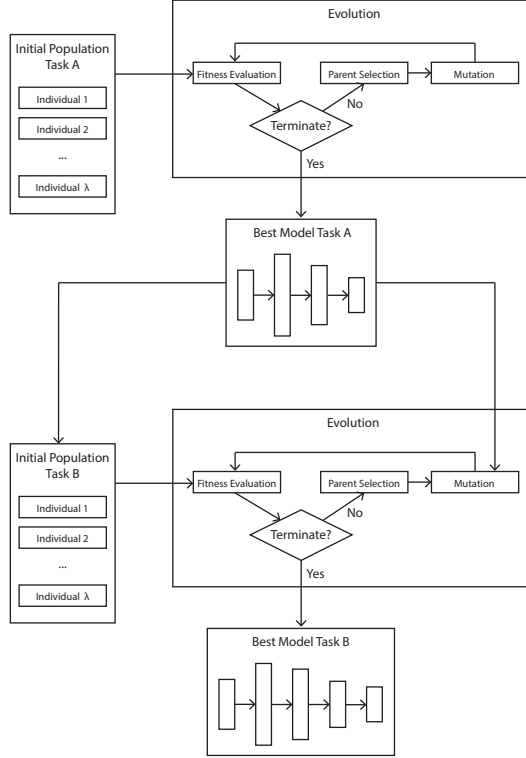 Evolution
Initial Population
Task A
Individual 1
Individual 2
...
Individual λ
Fitness Evaluation
Parent Selection
Mutation
Terminate?
No
Yes
Best Model Task A
Evolution
Initial Population
Task B
Individual 1
Individual 2
...
Individual λ
Fitness Evaluation
Parent Selection
Mutation
Terminate?
No
Yes
Best Model Task B